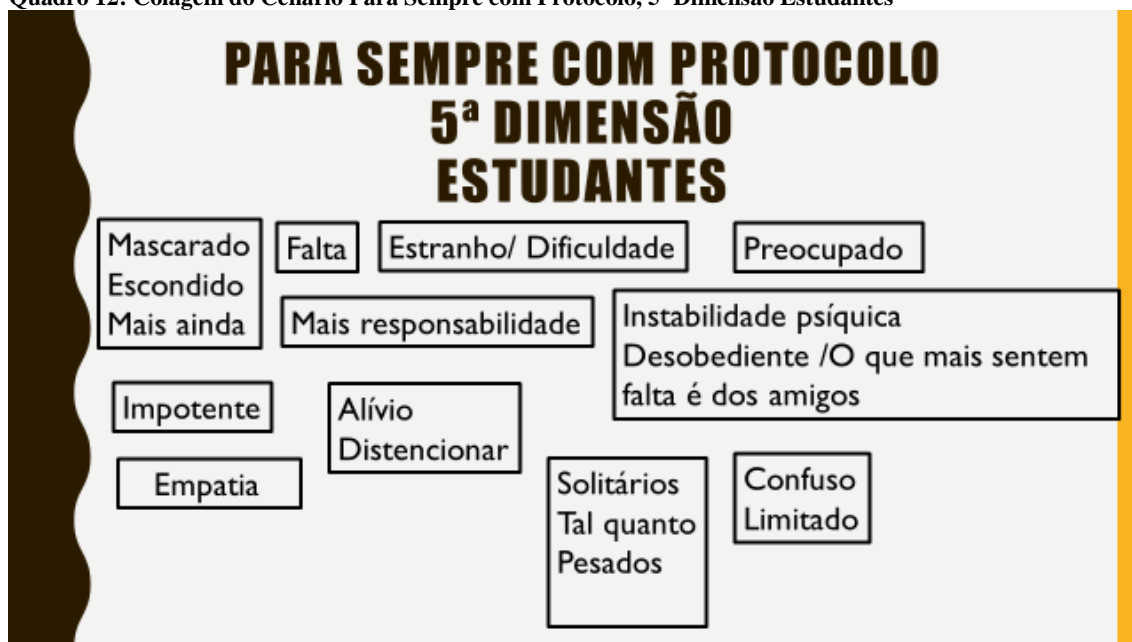 Quadro 12: Colagem do Cenário Para Sempre com Protocolo, 5ª Dimensão Estudantes
PARA SEMPRE COM PROTOCOLO
5ª DIMENSÃO
ESTUDANTES
Mascarado
Escondido
Mais ainda
Falta
Estranho/ Dificuldade
Preocupado
Mais responsabilidade
Instabilidade psíquica
Desobediente /O que mais sentem
falta é dos amigos
Impotente
Alívio
Distencionar
Empatia
Solitários
Tal quanto
Pesados
Confuso
Limitado